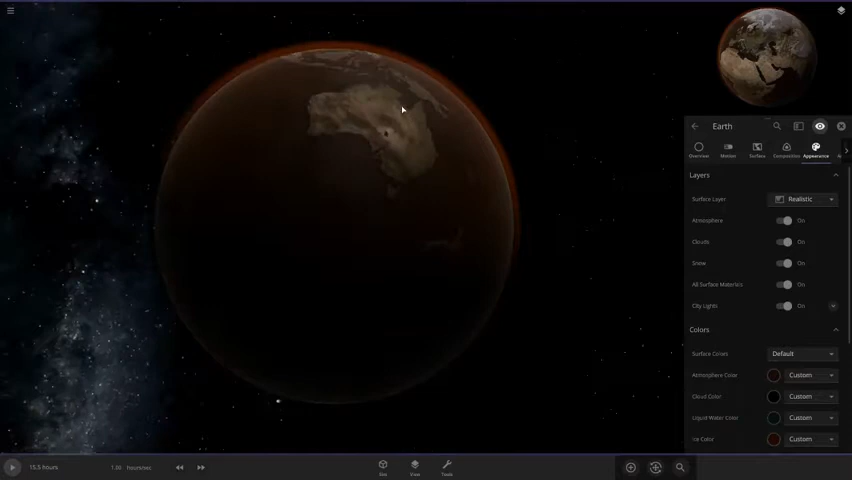 Earth
Overview Motion Surface Composition Appearance
Layers
Surface Layer Realistic
Atmosphere On
Clouds On
Snow On
All Surface Materials On
City Lights On
Colors
Surface Colors Default
Atmosphere Color Custom
Cloud Color Custom
Liquid Water Color Custom
Ice Color Custom
15.5 hours
1.30 hours/sec
Sim View Tools